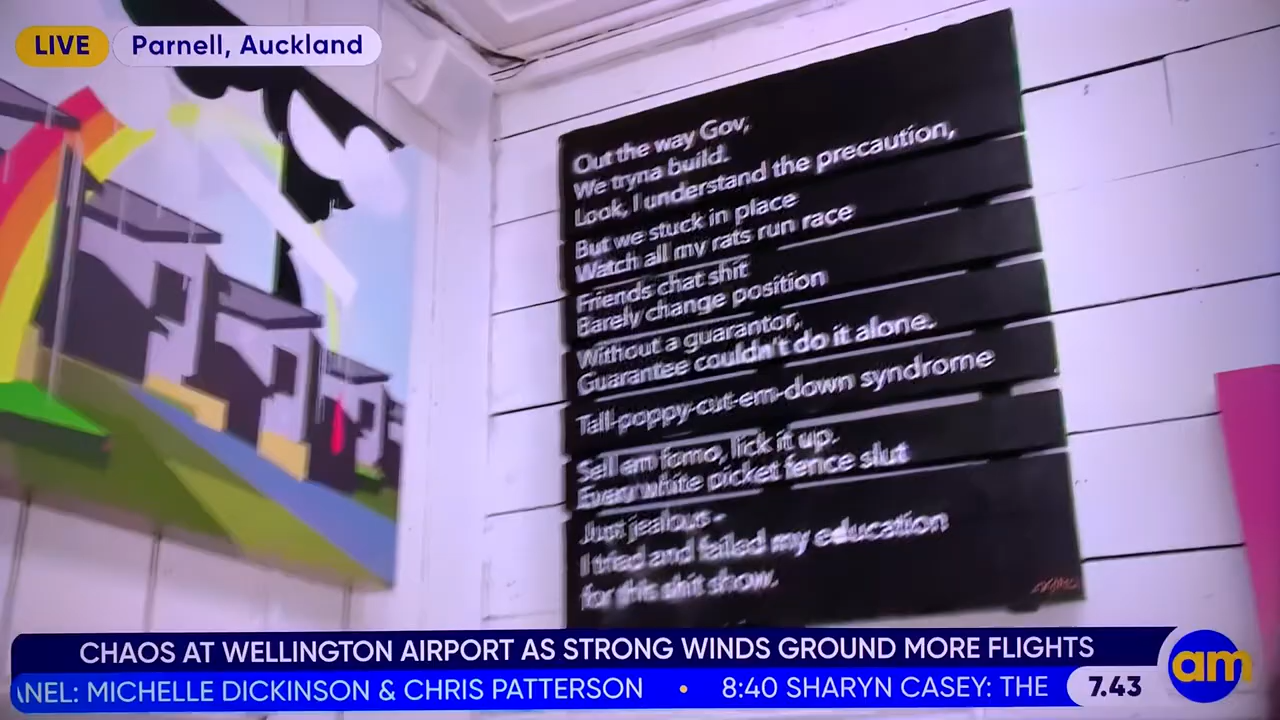 LIVE
Parnell, Auckland
Out the way Gov,
We tryna build.
Look, I understand the precaution,
But we stuck in place
Watch all my rats run race
Friends chat shit
Barely change position
Without a guarantor,
Guarantee couldn't do it alone.
Tall-poppy-cut-em-down syndrome
Sell em fomo, lick it up.
Every white picket fence slut
Just jealous -
I tried and failed my education
for this shit show.
CHAOS AT WELLINGTON AIRPORT AS STRONG WINDS GROUND MORE FLIGHTS
NEL: MICHELLE DICKINSON & CHRIS PATTERSON • 8:40 SHARYN CASEY: THE
7.43
am